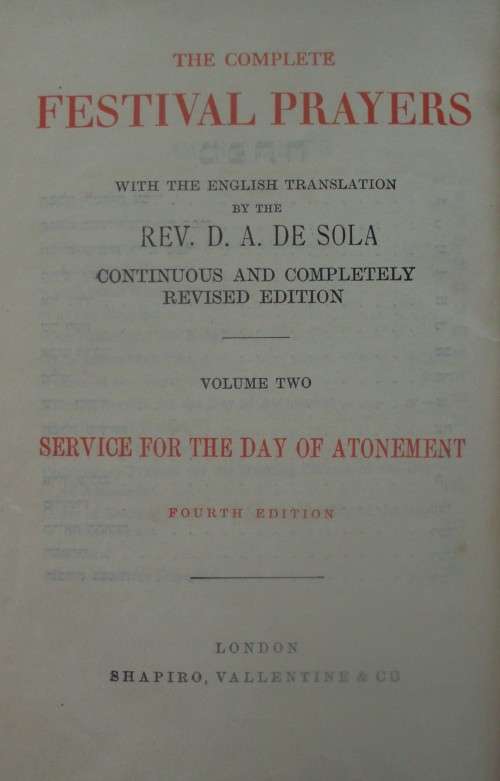 THE COMPLETE
FESTIVAL PRAYERS
WITH THE ENGLISH TRANSLATION
BY THE
REV. D. A. DE SOLA
CONTINUOUS AND COMPLETELY
REVISED EDITION
VOLUME TWO
SERVICE FOR THE DAY OF ATONEMENT
FOURTH EDITION
LONDON
SHAPIRO, VALLENTINE & CO